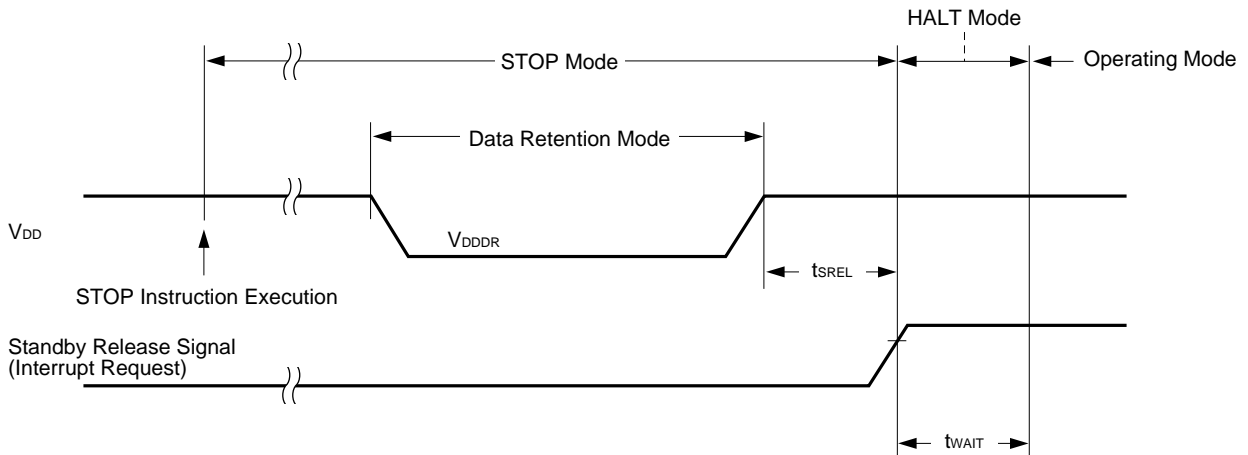 HALT Mode
STOP Mode
Operating Mode
Data Retention Mode
VDD
VDDDR
tSREL
STOP Instruction Execution
Standby Release Signal
(Interrupt Request)
tWAIT